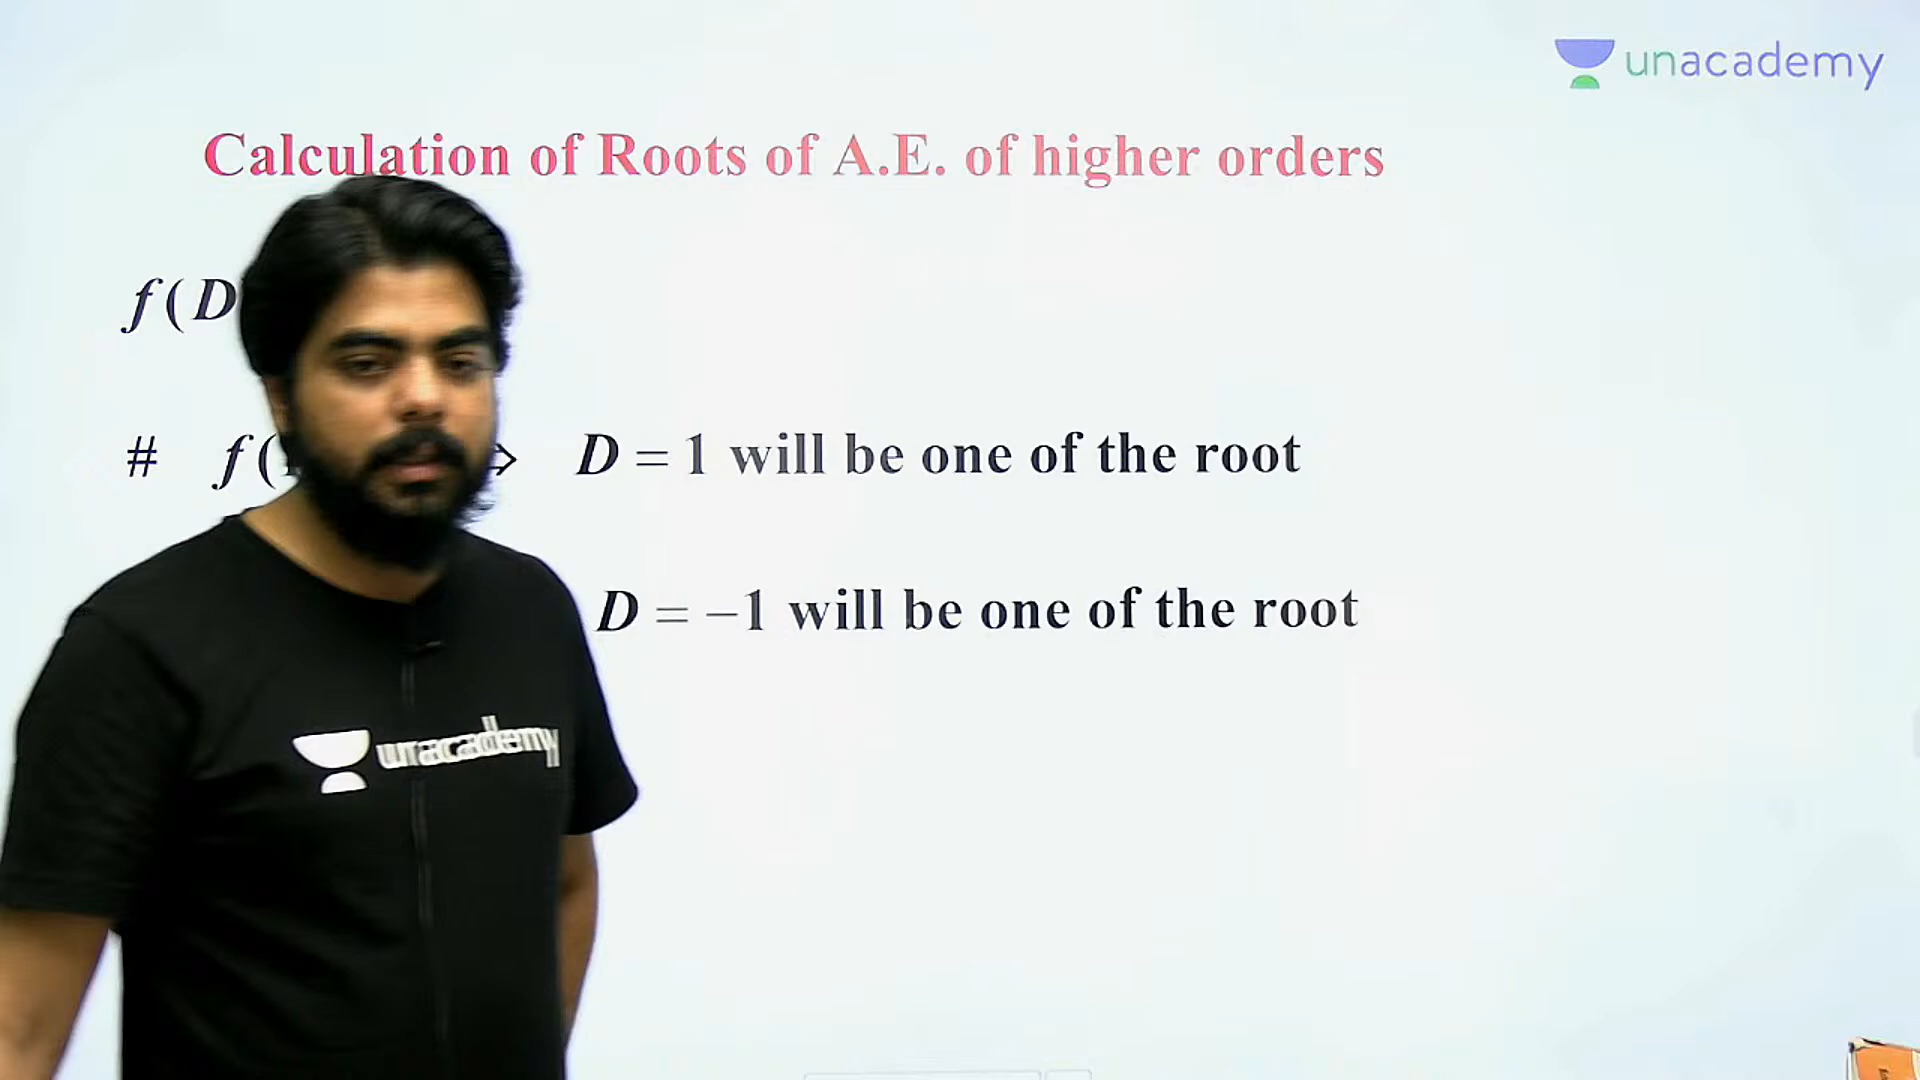 unacademy
Calculation of Roots of A.E. of higher orders
f(D
# f( ⇒ D = 1 will be one of the root
D = −1 will be one of the root
unacademy